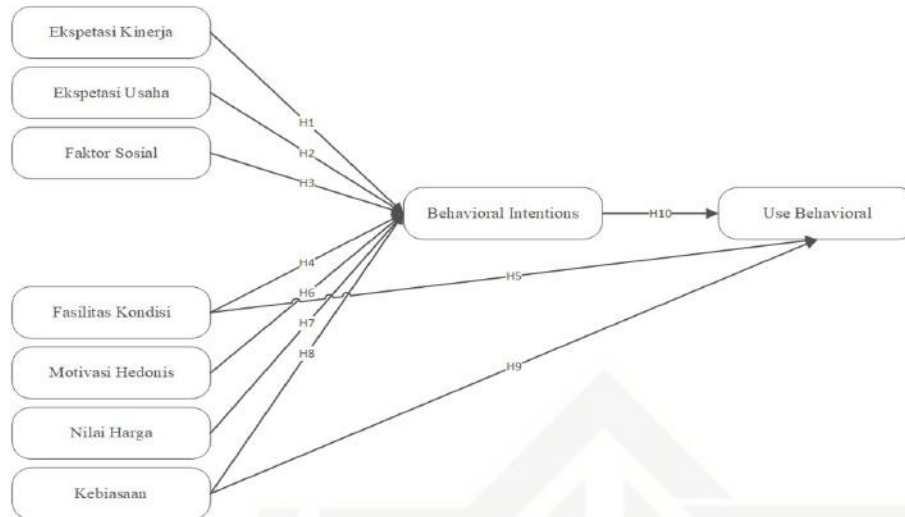 Ekspetasi Kinerja
Ekspetasi Usaha
Faktor Sosial
H1
H2
H3
Behavioral Intentions
H10
Use Behavioral
H4
H5
H6
H7
H8
H9
Fasilitas Kondisi
Motivasi Hedonis
Nilai Harga
Kebiasaan